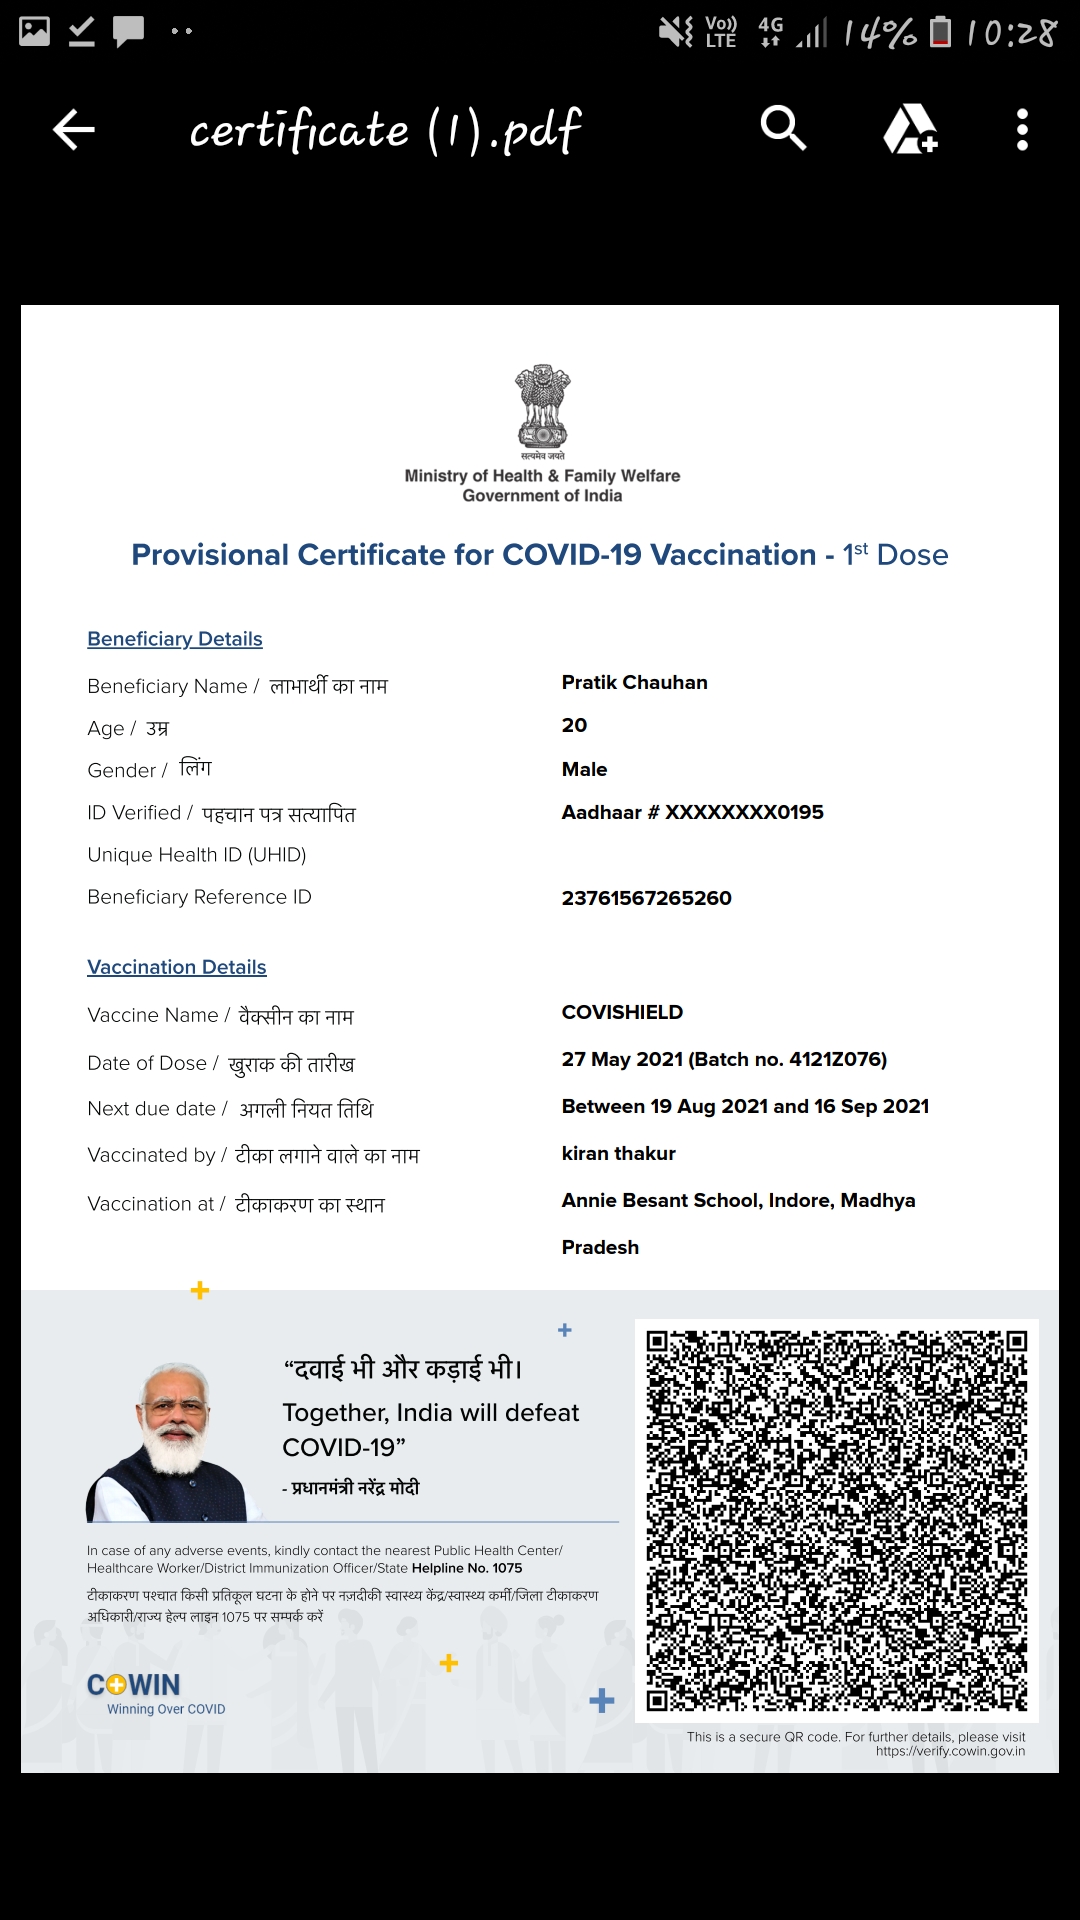 Vo)) LTE 4G 14% 10:28
certificate (1).pdf
सत्यमेव जयते
Ministry of Health & Family Welfare
Government of India
Provisional Certificate for COVID-19 Vaccination - 1st Dose
Beneficiary Details
Beneficiary Name / लाभार्थी का नाम Pratik Chauhan
Age / उम्र 20
Gender / लिंग Male
ID Verified / पहचान पत्र सत्यापित Aadhaar # XXXXXXXX0195
Unique Health ID (UHID)
Beneficiary Reference ID 23761567265260
Vaccination Details
Vaccine Name / वैक्सीन का नाम COVISHIELD
Date of Dose / खुराक की तारीख 27 May 2021 (Batch no. 4121Z076)
Next due date / अगली नियत तिथि Between 19 Aug 2021 and 16 Sep 2021
Vaccinated by / टीका लगाने वाले का नाम kiran thakur
Vaccination at / टीकाकरण का स्थान Annie Besant School, Indore, Madhya
Pradesh
“दवाई भी और कड़ाई भी।
Together, India will defeat
COVID-19”
- प्रधानमंत्री नरेंद्र मोदी
In case of any adverse events, kindly contact the nearest Public Health Center/
Healthcare Worker/District Immunization Officer/State Helpline No. 1075
टीकाकरण पश्चात किसी प्रतिकूल घटना के होने पर नज़दीकी स्वास्थ्य केंद्र/स्वास्थ्य कर्मी/जिला टीकाकरण
अधिकारी/राज्य हेल्प लाइन 1075 पर सम्पर्क करें
COWIN
Winning Over COVID
This is a secure QR code. For further details, please visit
https://verify.cowin.gov.in